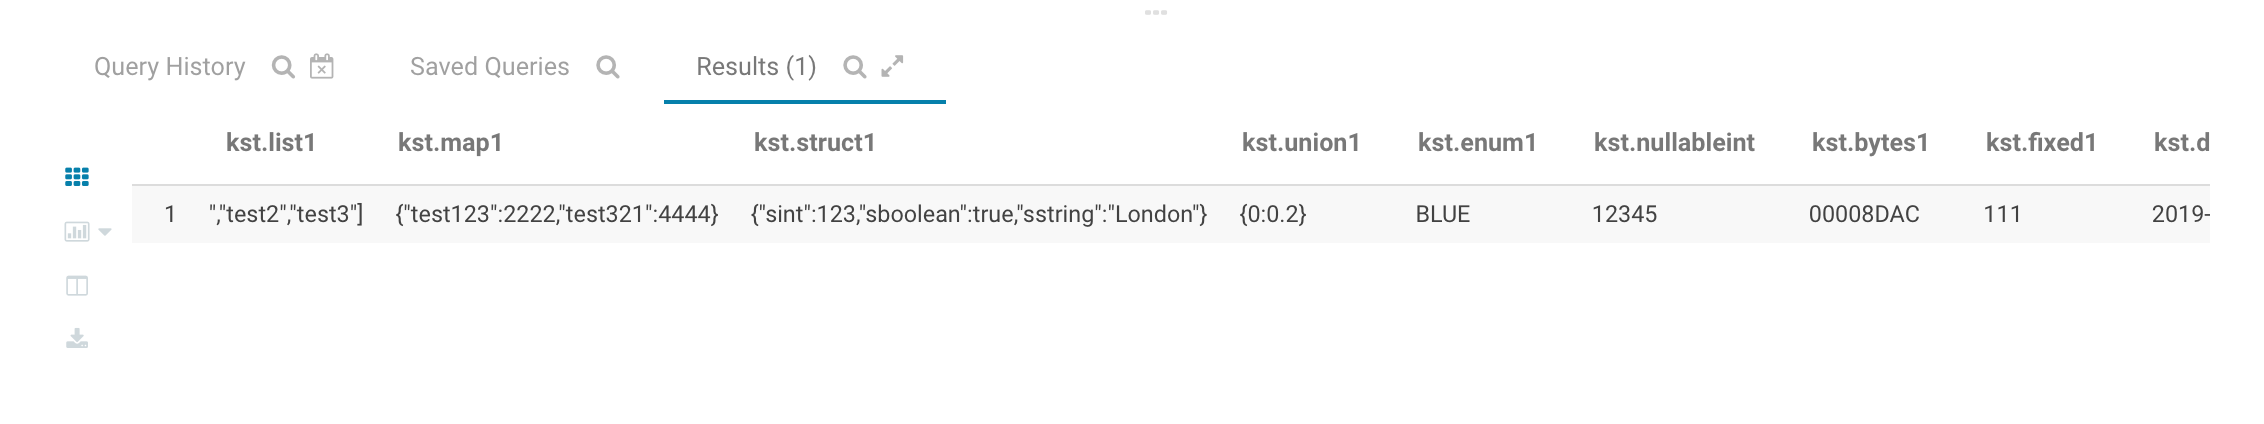 Query History Saved Queries Results (1)
kst.list1 kst.map1 kst.struct1 kst.union1 kst.enum1 kst.nullableint kst.bytes1 kst.fixed1 kst.d
1 ","test2","test3"] {"test123":2222,"test321":4444} {"sint":123,"sboolean":true,"sstring":"London"} {0:0.2} BLUE 12345 00008DAC 111 2019-